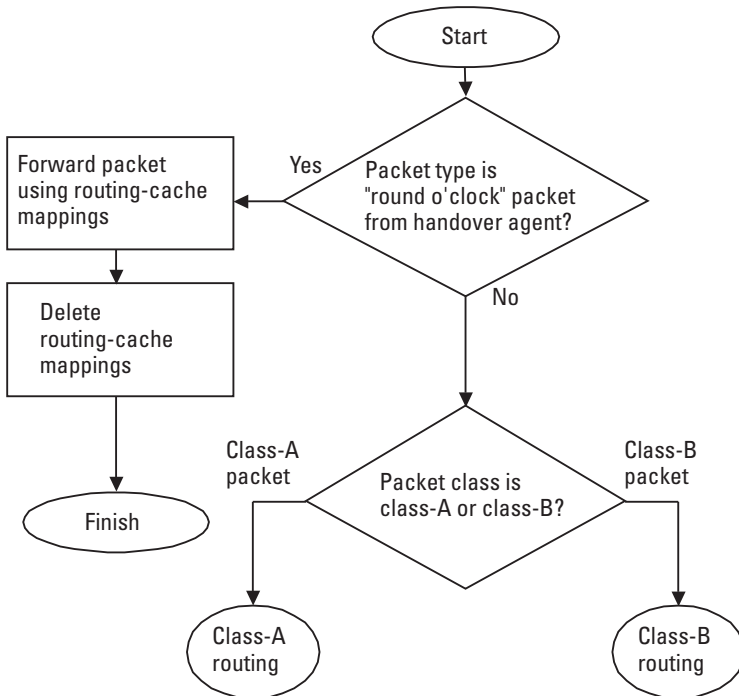 Start
Yes
Packet type is
"round o'clock" packet
from handover agent?
Forward packet
using routing-cache
mappings
No
Delete
routing-cache
mappings
Class-A
packet
Class-B
packet
Packet class is
class-A or class-B?
Finish
Class-A
routing
Class-B
routing